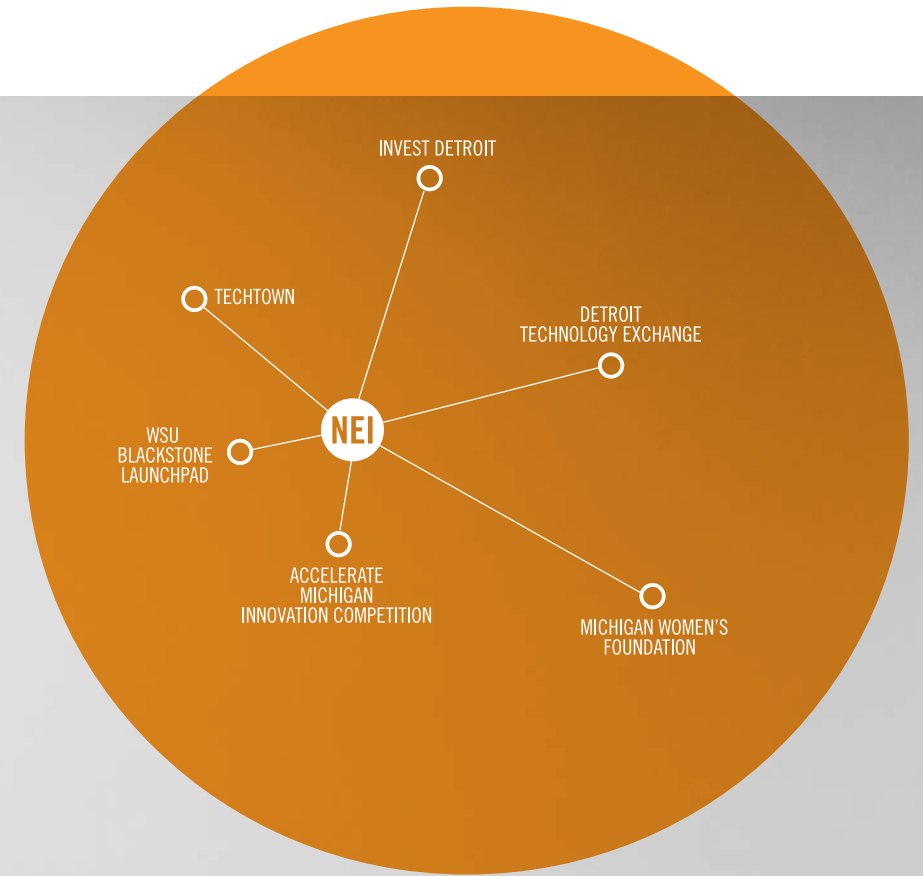 INVEST DETROIT
TECHTOWN
DETROIT
TECHNOLOGY EXCHANGE
NEI
WSU
BLACKSTONE
LAUNCHPAD
ACCELERATE
MICHIGAN
INNOVATION COMPETITION
MICHIGAN WOMEN'S
FOUNDATION